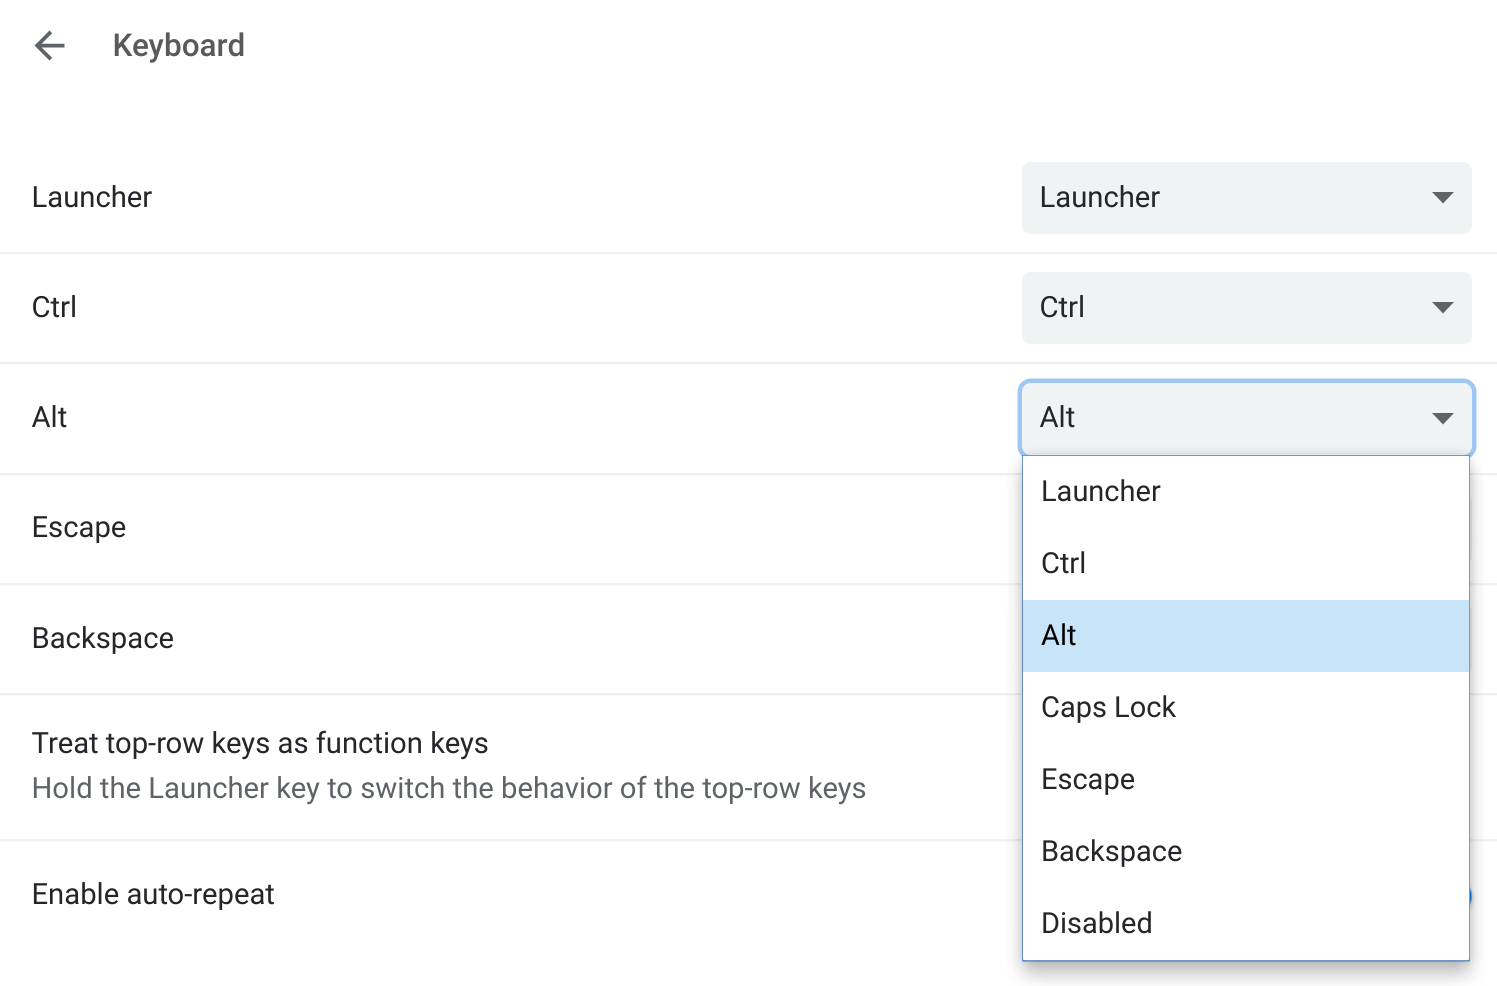 Keyboard
Launcher
Launcher
Ctrl
Ctrl
Alt
Alt
Launcher
Ctrl
Alt
Caps Lock
Escape
Backspace
Disabled
Escape
Backspace
Treat top-row keys as function keys
Hold the Launcher key to switch the behavior of the top-row keys
Enable auto-repeat